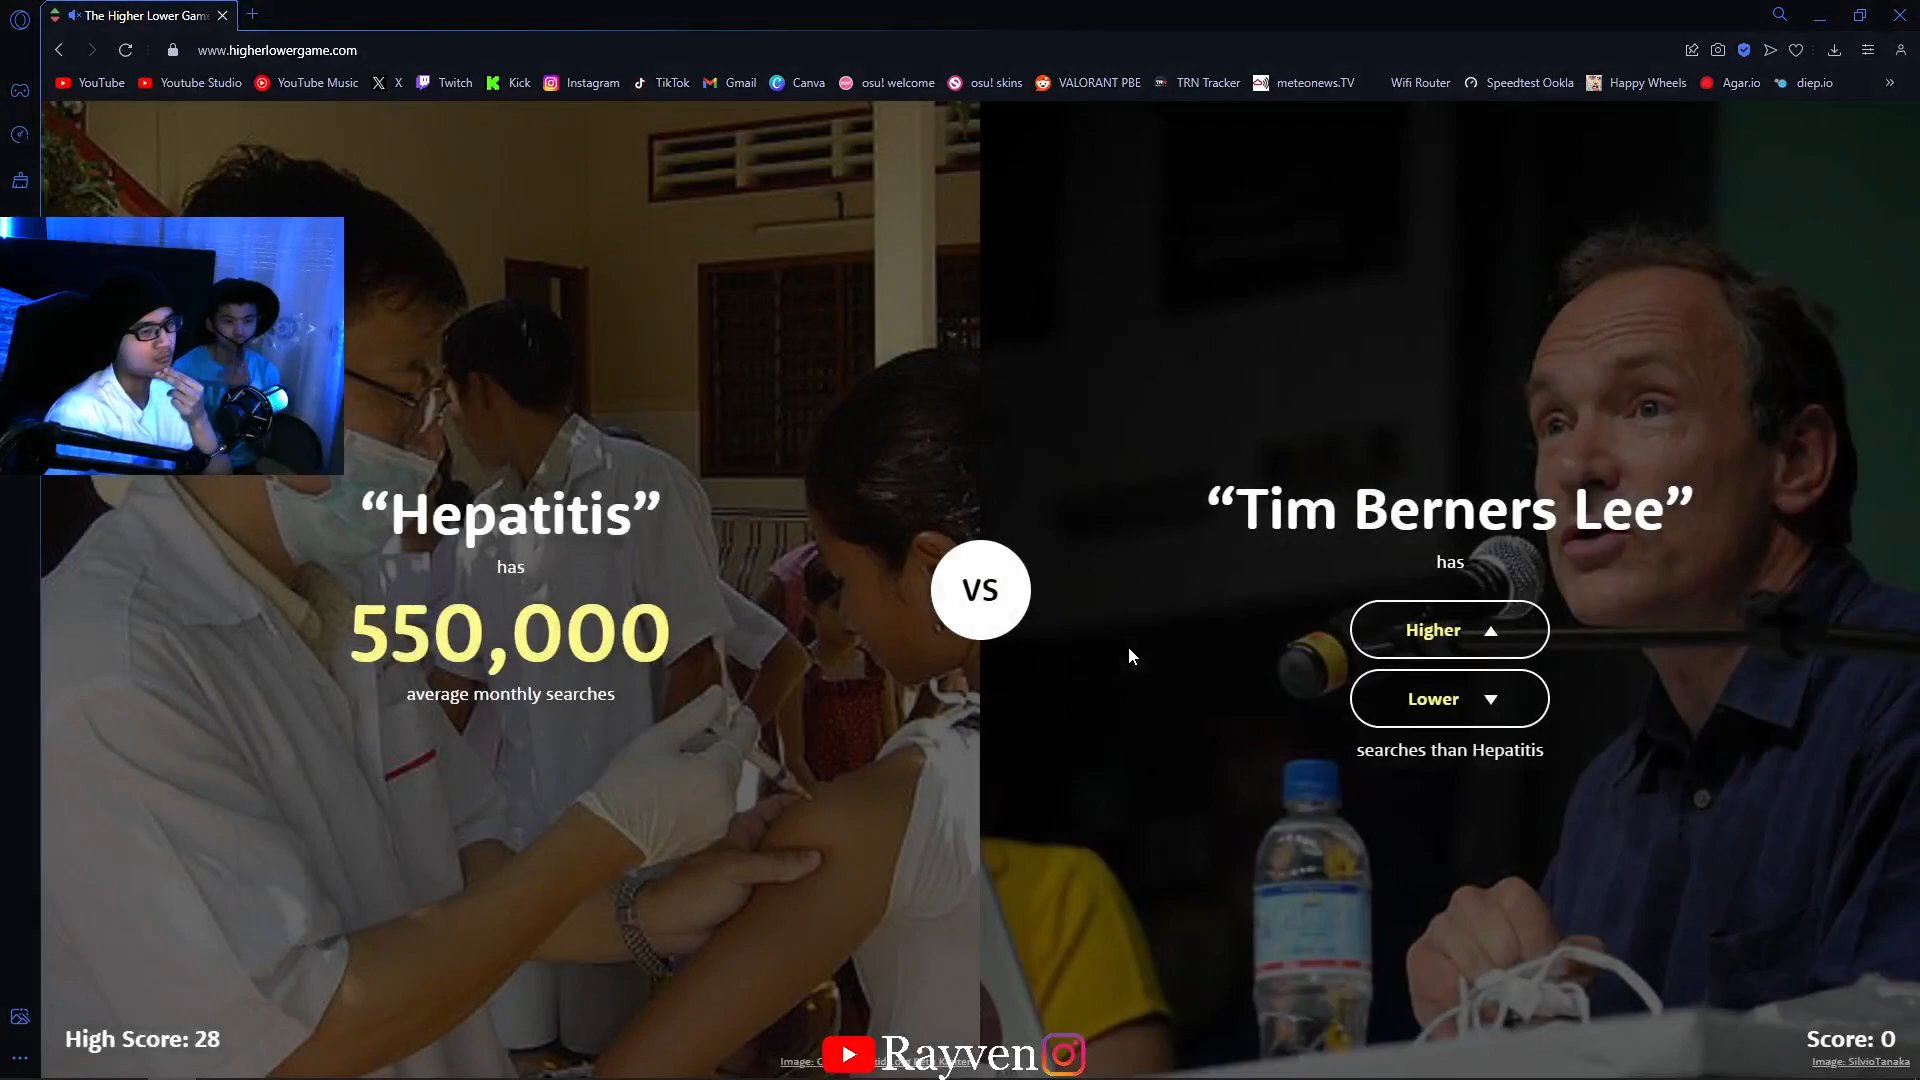 The Higher Lower Gam
www.higherlowergame.com
YouTube Youtube Studio YouTube Music X Twitch Kick Instagram TikTok Gmail Canva osu! welcome osu! skins VALORANT PBE TRN Tracker meteonews.TV Wifi Router Speedtest Ookla Happy Wheels Agar.io diep.io
“Hepatitis”
has
550,000
average monthly searches
VS
“Tim Berners Lee”
has
Higher
Lower
searches than Hepatitis
High Score: 28
Image: C
Rayven
Score: 0
Image: SilvioTanaka